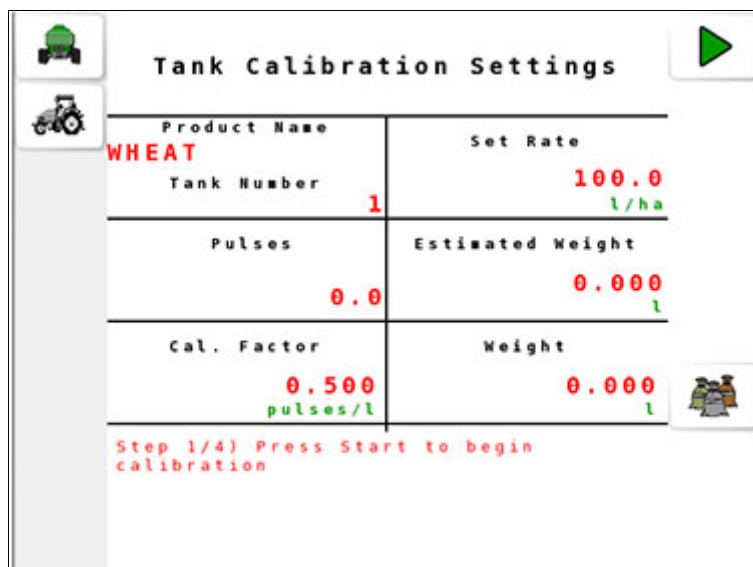 Tank Calibration Settings
Product Name
WHEAT
Tank Number
1
Set Rate
100.0
l/ha
Pulses
0.0
Estimated Weight
0.000
l
Cal. Factor
0.500
pulses/l
Weight
0.000
l
Step 1/4) Press Start to begin
calibration